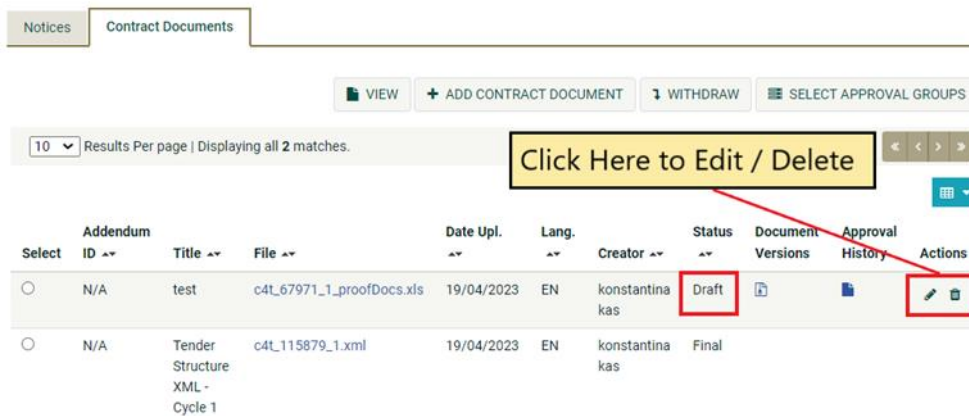 Notices Contract Documents
VIEW + ADD CONTRACT DOCUMENT WITHDRAW SELECT APPROVAL GROUPS
10 Results Per page | Displaying all 2 matches.
Click Here to Edit / Delete
Select Addendum ID Title File Date Upl. Lang. Creator Status Document Versions Approval History Actions
N/A test c4t_67971_1_proofDocs.xls 19/04/2023 EN konstantina kas Draft
N/A Tender Structure XML - Cycle 1 c4t_115879_1.xml 19/04/2023 EN konstantina kas Final